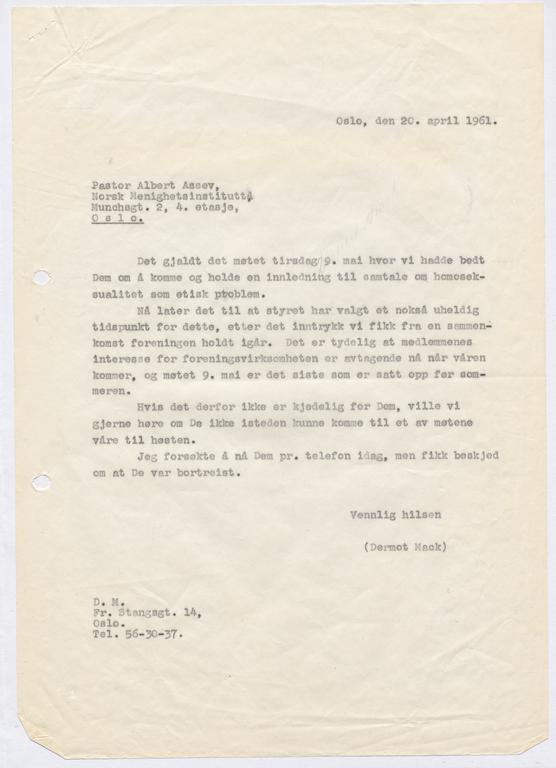 Oslo, den 20. april 1961.
Pastor Albert Assev,
Norsk Menighetsinstitutt,
Munchsgt. 2, 4. etasje,
O s l o.
Det gjaldt det møtet tirsdag 9. mai hvor vi hadde bedt
Dem om å komme og holde en innledning til samtale om homosek-
sualitet som etisk problem.
Nå later det til at styret har valgt et nokså uheldig
tidspunkt for dette, etter det inntrykk vi fikk fra en sammen-
komst foreningen holdt igår. Det er tydelig at medlemmenes
interesse for foreningsvirksomheten er avtagende nå når våren
kommer, og møtet 9. mai er det siste som er satt opp før som-
meren.
Hvis det derfor ikke er kjedelig for Dem, ville vi
gjerne høre om De ikke isteden kunne komme til et av møtene
våre til høsten.
Jeg forsøkte å nå Dem pr. telefon idag, men fikk beskjed
om at De var bortreist.
Vennlig hilsen
(Dermot Mack)
D. M.
Fr. Stangsgt. 14,
Oslo.
Tel. 56-30-37.